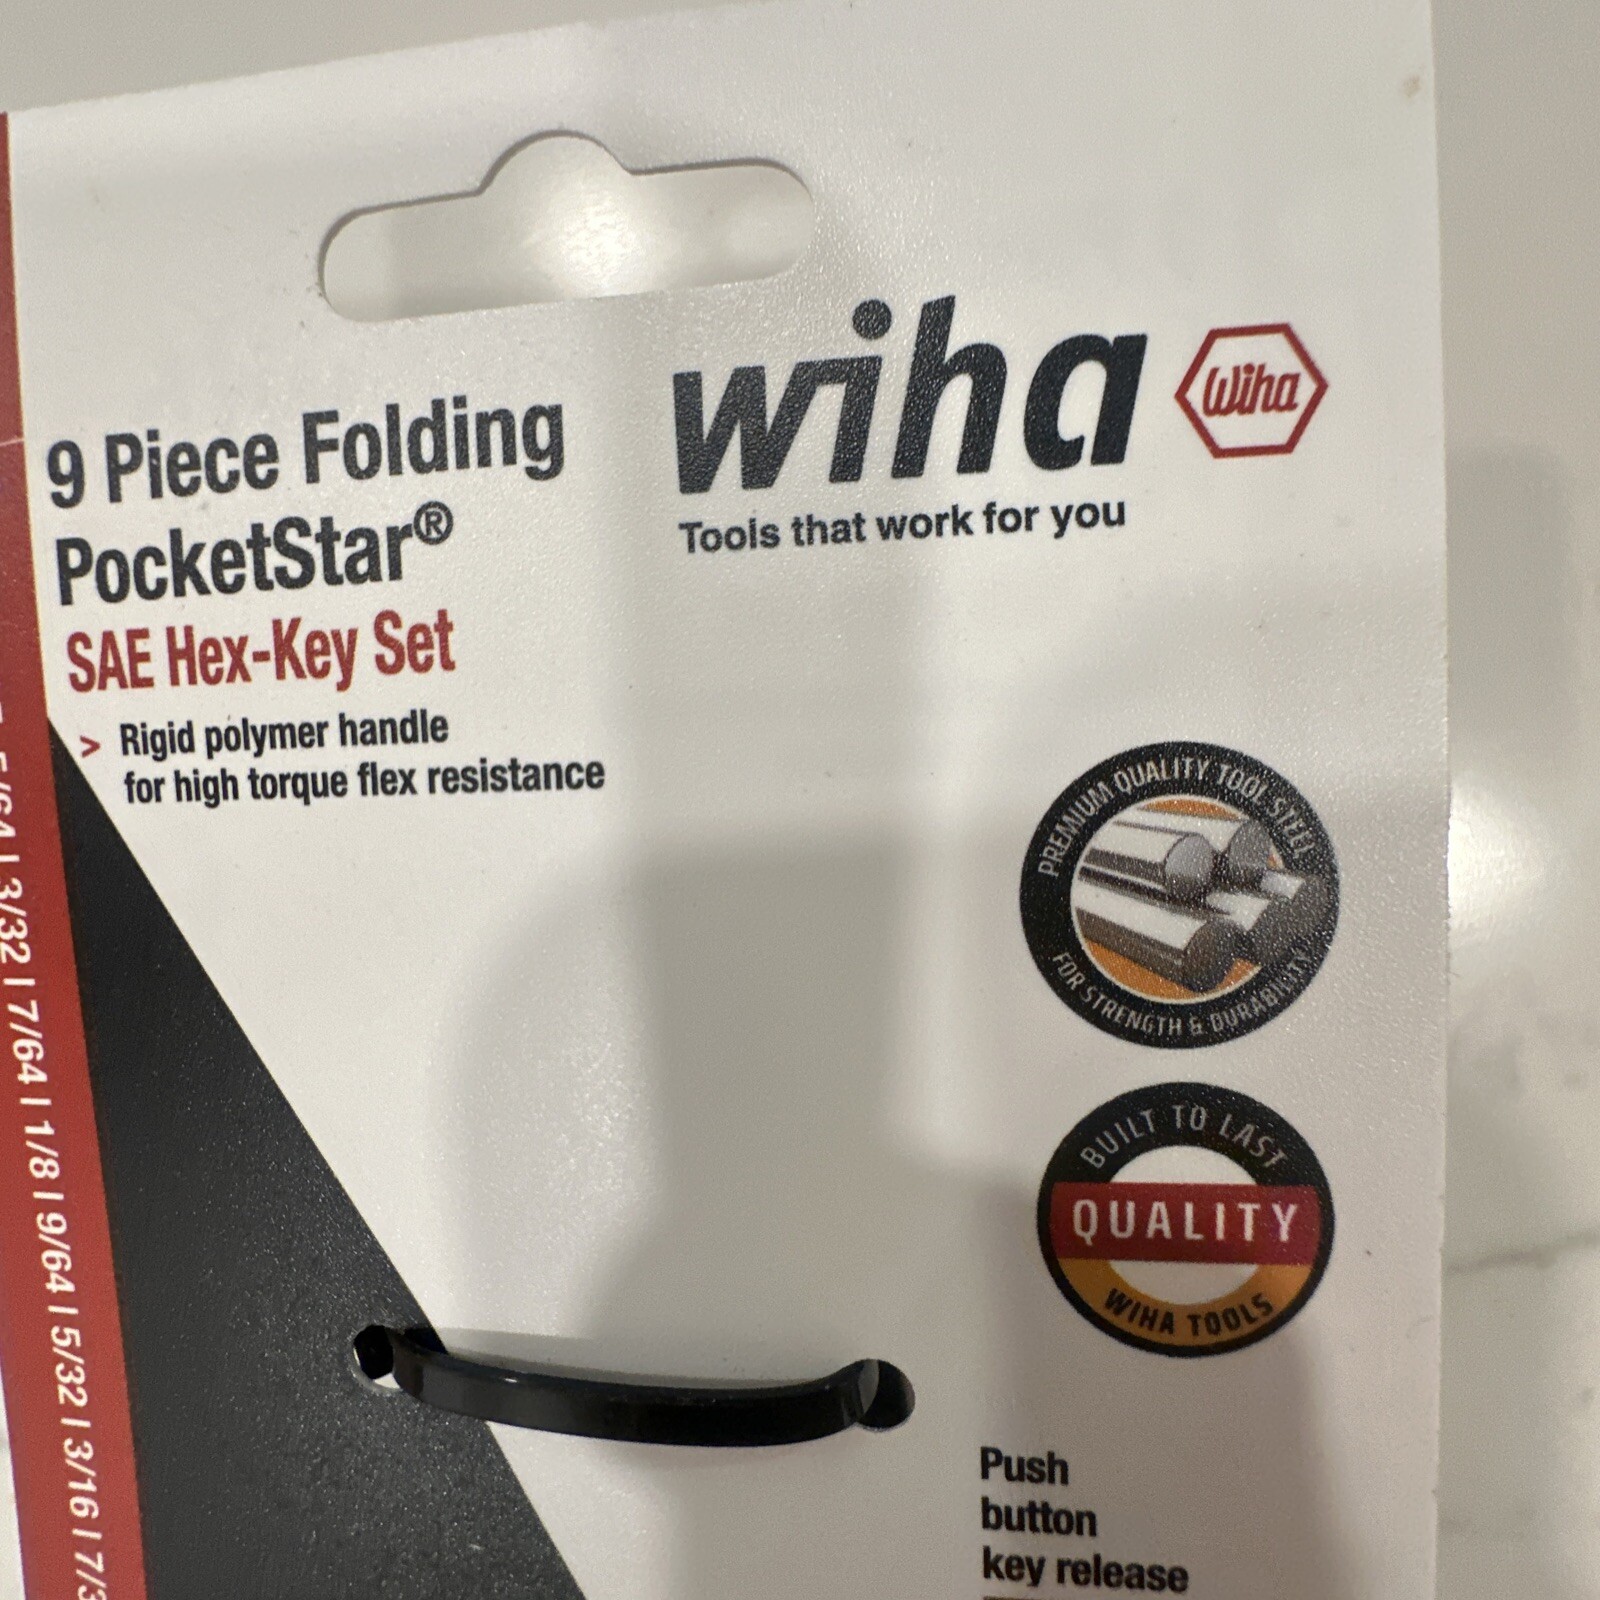 9 Piece Folding
PocketStar®
SAE Hex-Key Set
> Rigid polymer handle
for high torque flex resistance
wiha
Wiha
Tools that work for you
PREMIUM QUALITY TOOL STEEL
FOR STRENGTH & DURABILITY
BUILT TO LAST
QUALITY
WIHA TOOLS
Push
button
key release
5/64 | 3/32 | 7/64 | 1/8 | 9/64 | 5/32 | 3/16 |